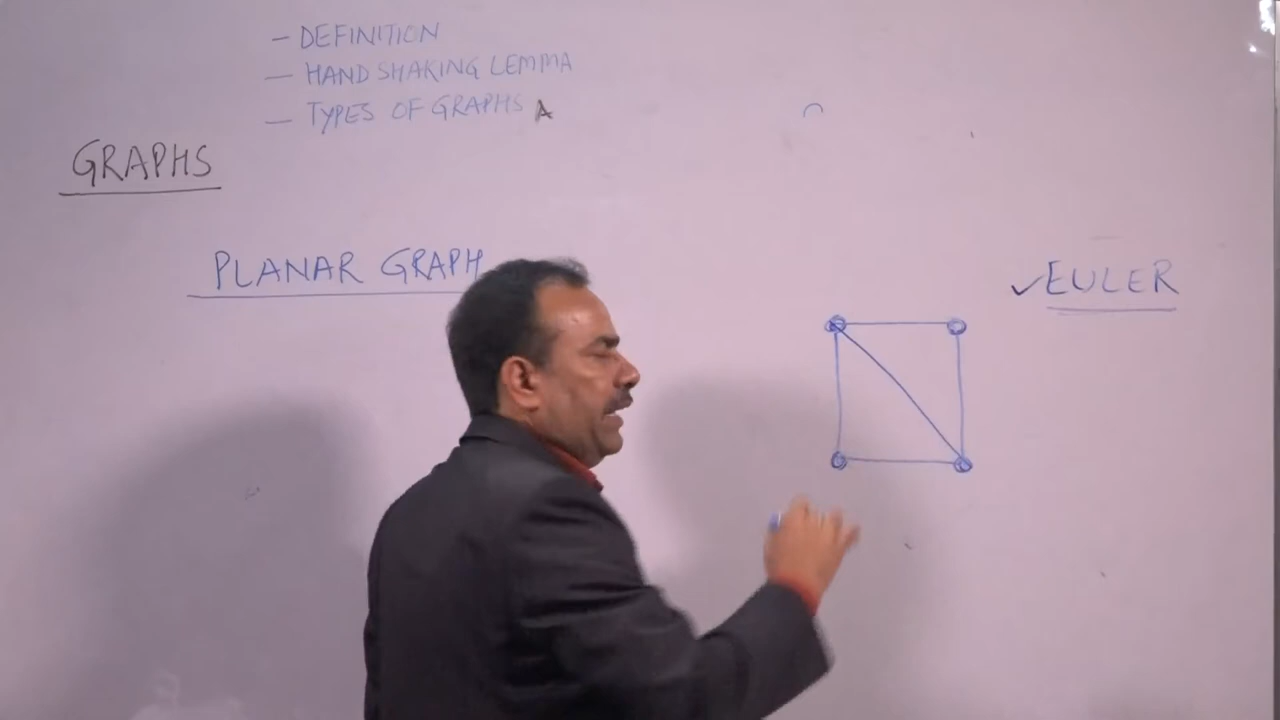 - DEFINITION
- HAND SHAKING LEMMA
- TYPES OF GRAPHS
GRAPHS
PLANAR GRAPH
✓EULER